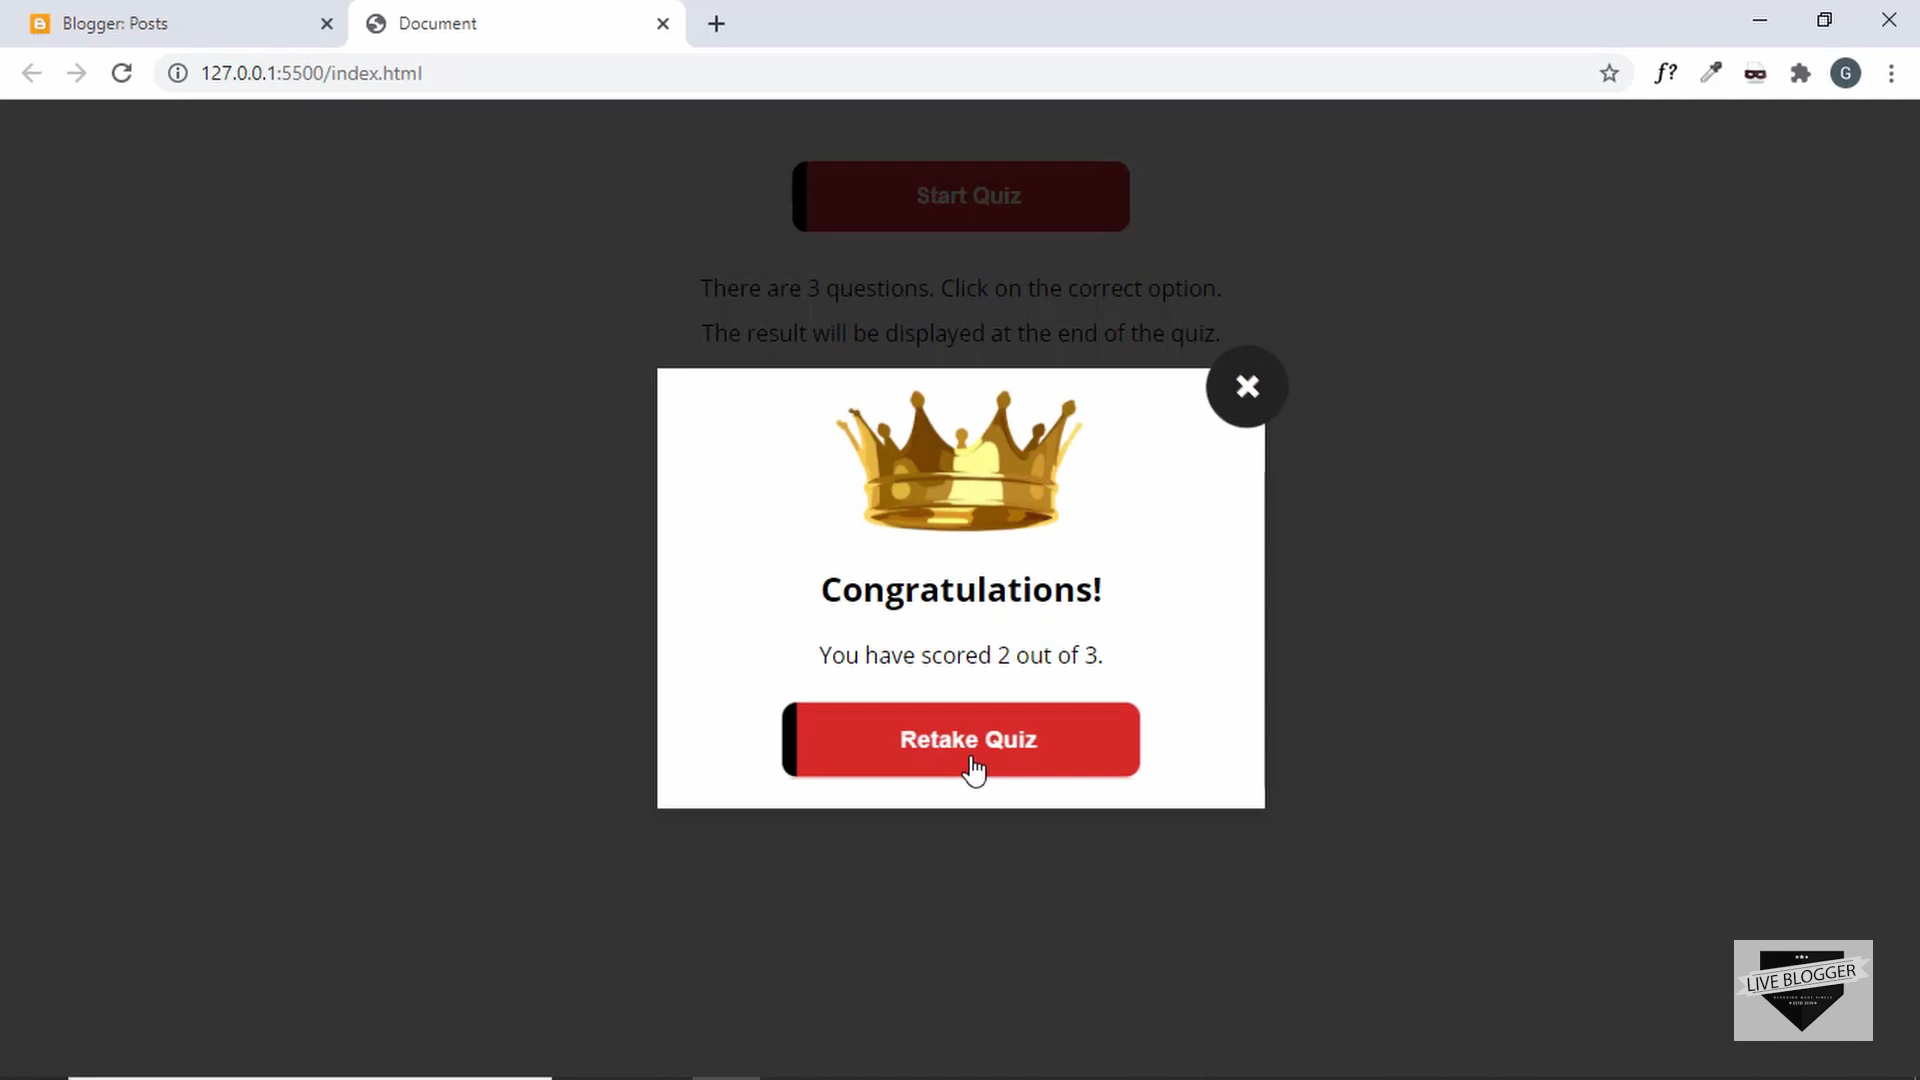 Blogger: Posts
Document
127.0.0.1:5500/index.html
f?
G
Start Quiz
There are 3 questions. Click on the correct option.
The result will be displayed at the end of the quiz.
Congratulations!
You have scored 2 out of 3.
Retake Quiz
LIVE BLOGGER